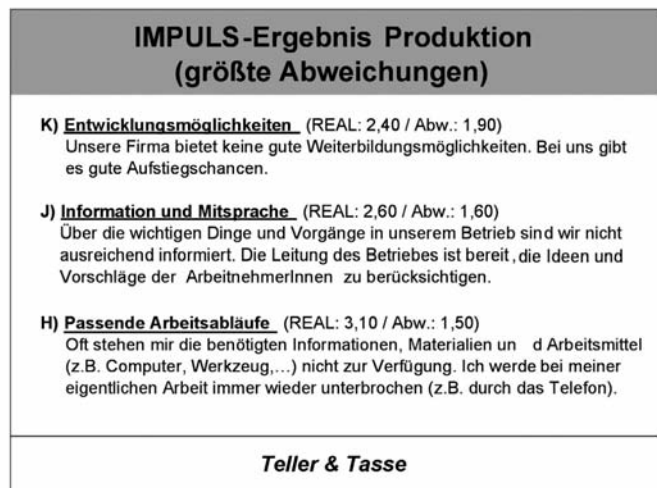 IMPULS-Ergebnis Produktion
(größte Abweichungen)
K) Entwicklungsmöglichkeiten (REAL: 2,40 / Abw.: 1,90)
Unsere Firma bietet keine gute Weiterbildungsmöglichkeiten. Bei uns gibt
es gute Aufstiegschancen.
J) Information und Mitsprache (REAL: 2,60 / Abw.: 1,60)
Über die wichtigen Dinge und Vorgänge in unserem Betrieb sind wir nicht
ausreichend informiert. Die Leitung des Betriebes ist bereit, die Ideen und
Vorschläge der ArbeitnehmerInnen zu berücksichtigen.
H) Passende Arbeitsabläufe (REAL: 3,10 / Abw.: 1,50)
Oft stehen mir die benötigten Informationen, Materialien un d Arbeitsmittel
(z.B. Computer, Werkzeug,…) nicht zur Verfügung. Ich werde bei meiner
eigentlichen Arbeit immer wieder unterbrochen (z.B. durch das Telefon).
Teller & Tasse